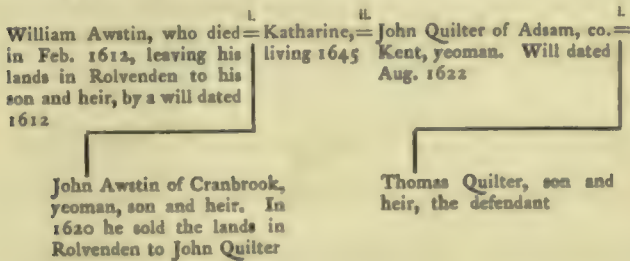 i. ii. i.
William Awstin, who died = Katharine, = John Quilter of Adsam, co. =
in Feb. 1612, leaving his living 1645 Kent, yeoman. Will dated
lands in Rolvenden to his Aug. 1622
son and heir, by a will dated
1612
John Awstin of Cranbrook,
yeoman, son and heir. In
1620 he sold the lands in
Rolvenden to John Quilter
Thomas Quilter, son and
heir, the defendant